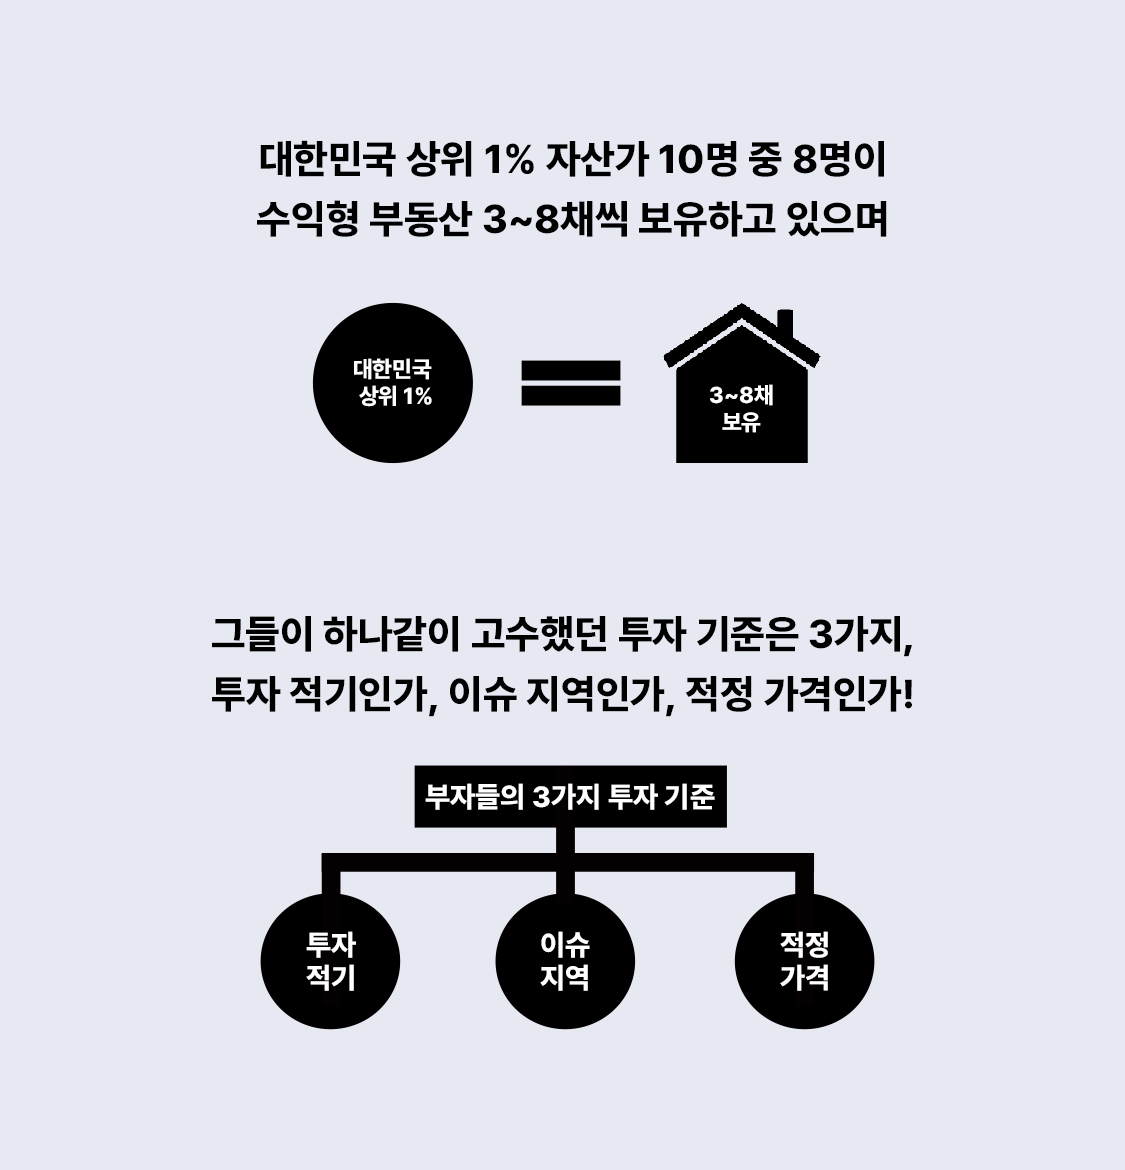 대한민국 상위 1% 자산가 10명 중 8명이
수익형 부동산 3~8채씩 보유하고 있으며
대한민국
상위 1%
3~8채
보유
그들이 하나같이 고수했던 투자 기준은 3가지,
투자 적기인가, 이슈 지역인가, 적정 가격인가!
부자들의 3가지 투자 기준
투자
적기
이슈
지역
적정
가격